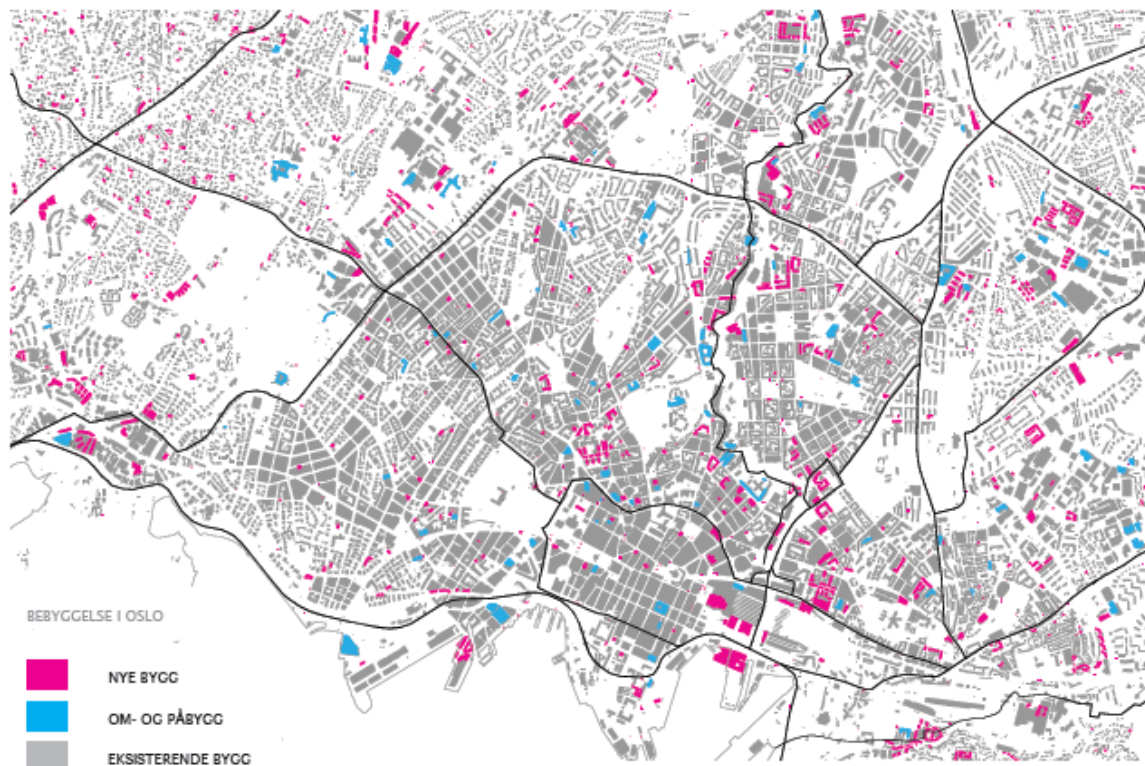 BEBYGGELSE I OSLO
NYE BYGG
OM- OG PÅBYGG
EKSISTERENDE BYGG